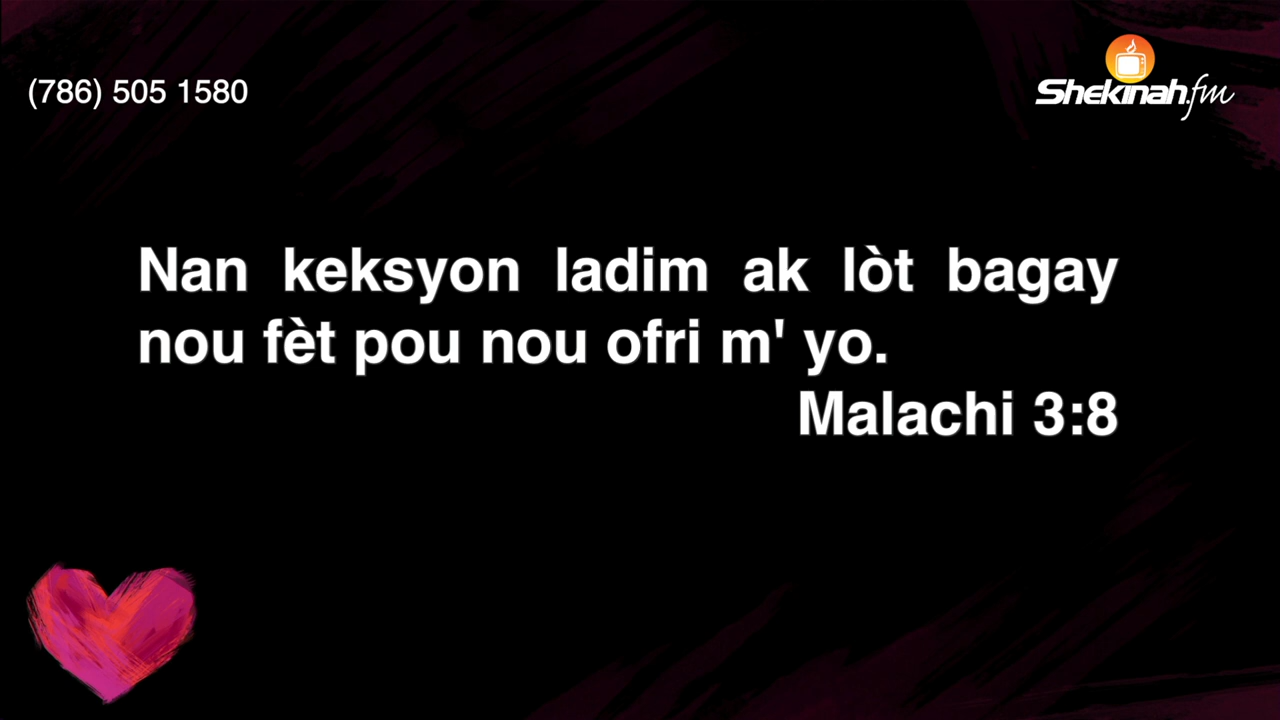 (786) 505 1580
Shekinah.fm
Nan keksyon ladim ak lòt bagay
nou fèt pou nou ofri m' yo.
Malachi 3:8